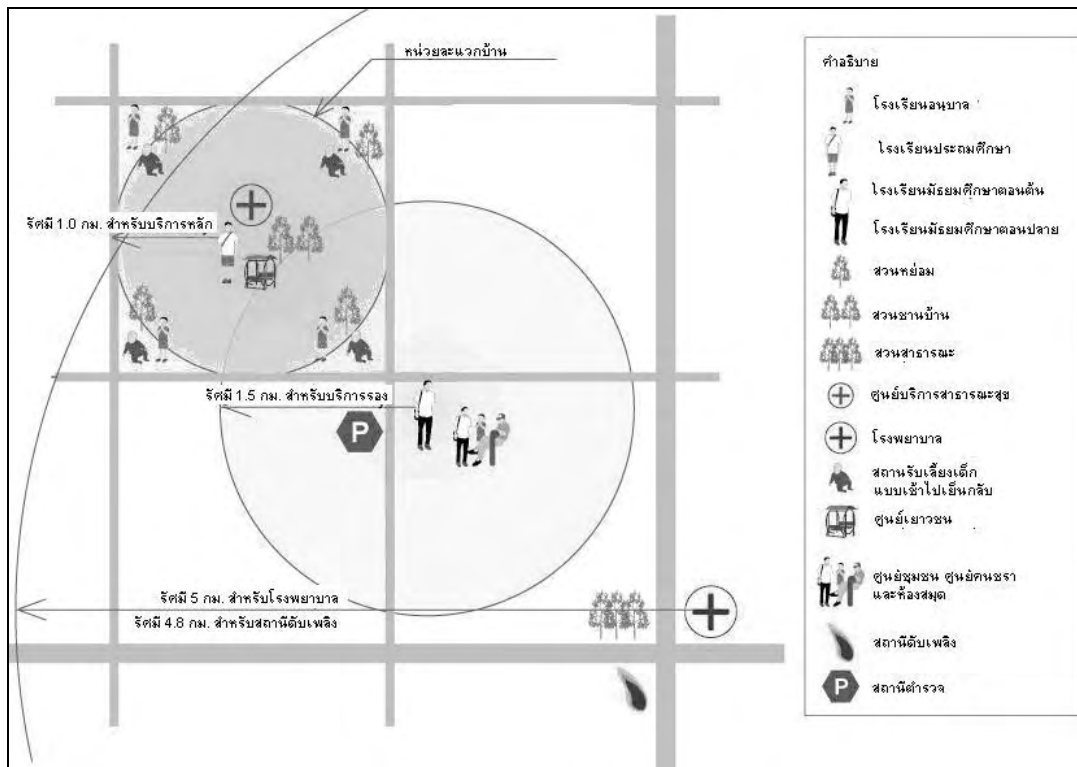 หน่วยละแวกบ้าน
รัศมี 1.0 กม. สำหรับบริการหลัก
รัศมี 1.5 กม. สำหรับบริการรอง
P
รัศมี 5 กม. สำหรับโรงพยาบาล
รัศมี 4.8 กม. สำหรับสถานีดับเพลิง
คำอธิบาย
โรงเรียนอนุบาล
โรงเรียนประถมศึกษา
โรงเรียนมัธยมศึกษาตอนต้น
โรงเรียนมัธยมศึกษาตอนปลาย
สวนหย่อม
สวนชานบ้าน
สวนสาธารณะ
ศูนย์บริการสาธารณะสุข
โรงพยาบาล
สถานรับเลี้ยงเด็ก
แบบเช้าไปเย็นกลับ
ศูนย์เยาวชน
ศูนย์ชุมชน ศูนย์คนชรา
และห้องสมุด
สถานีดับเพลิง
P สถานีตำรวจ